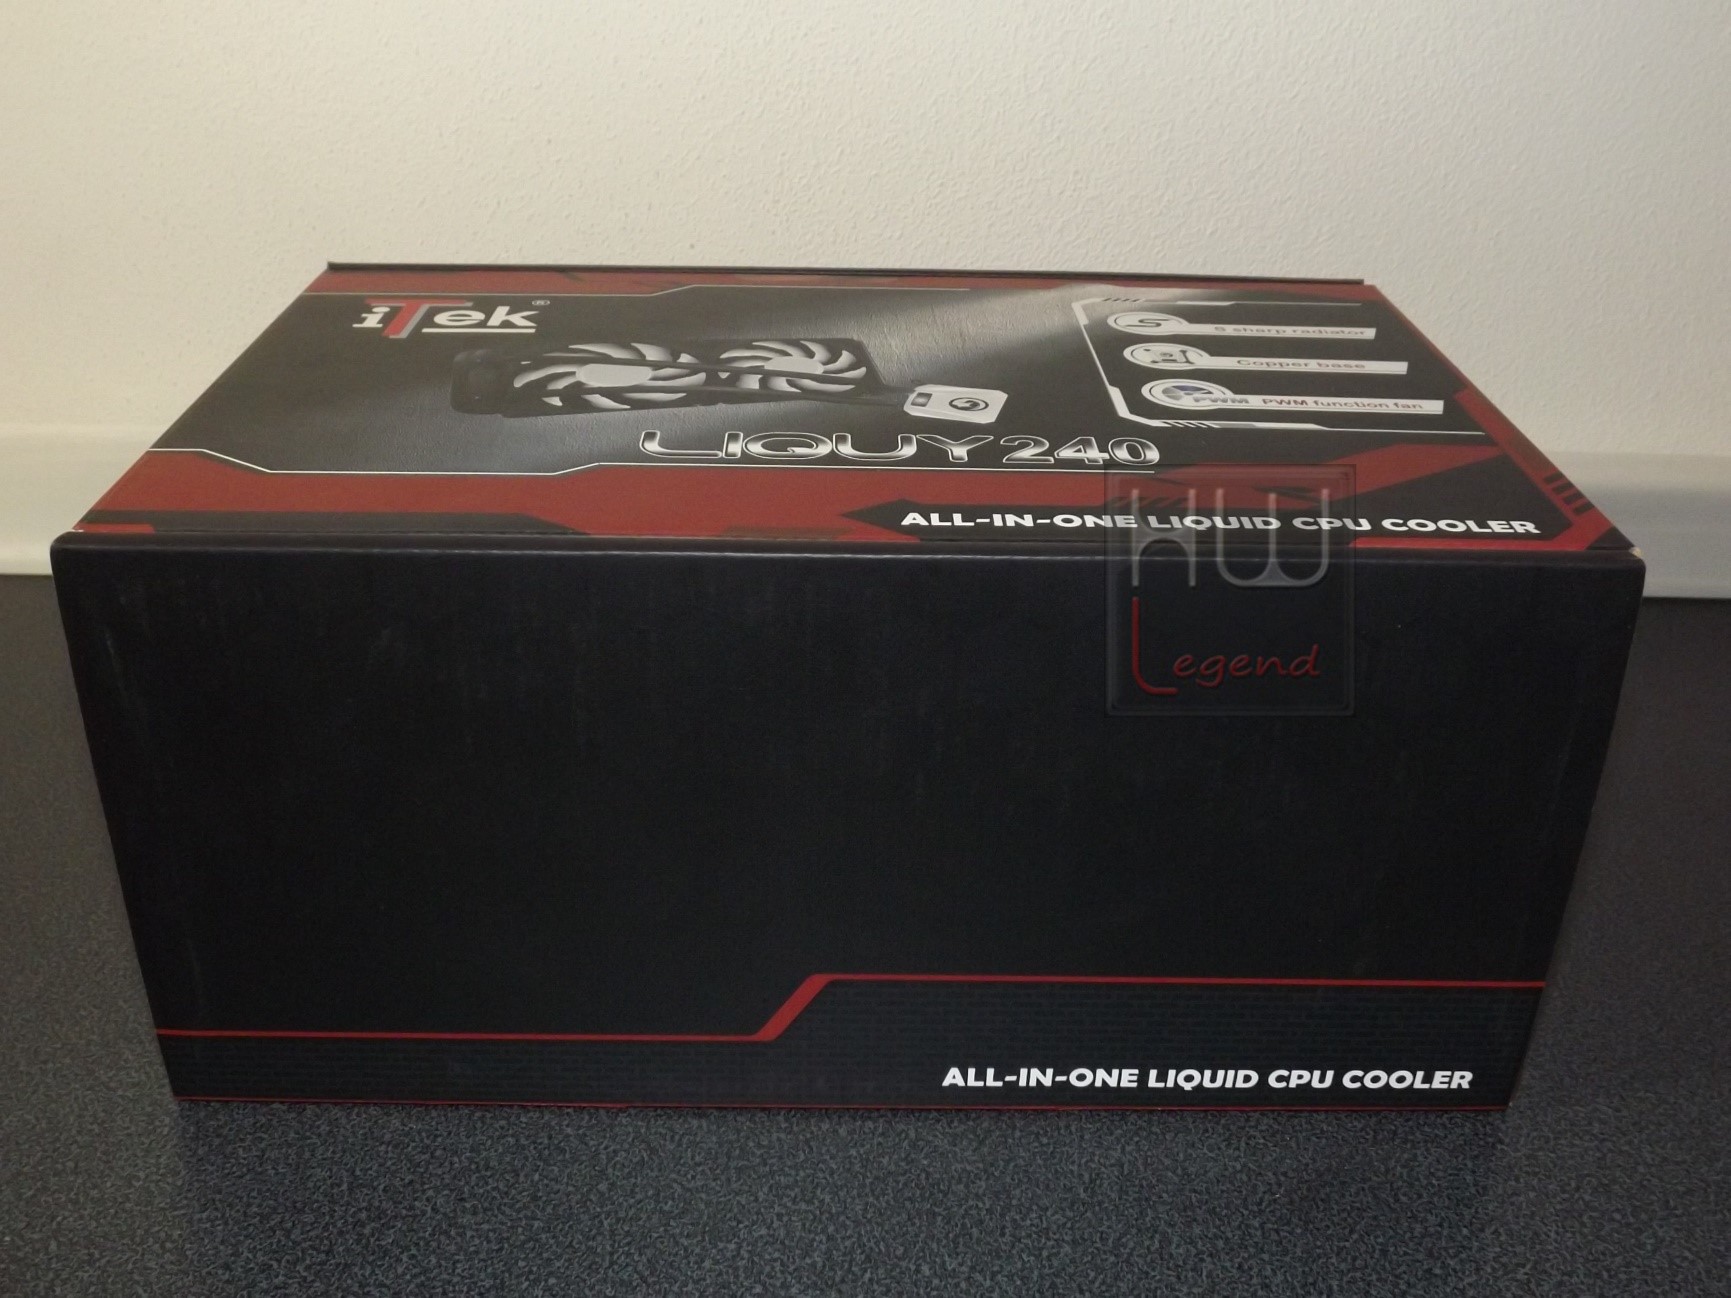 iTek®
S sharp radiator
Copper base
PWM
PWM function fan
LIQUY 240
ALL-IN-ONE LIQUID CPU COOLER
HW
Legend
ALL-IN-ONE LIQUID CPU COOLER